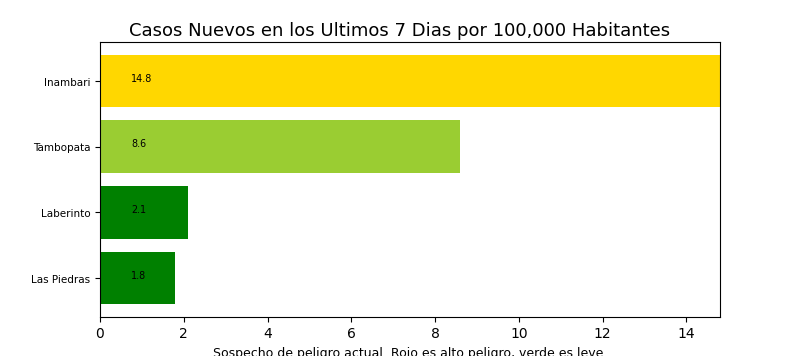 Casos Nuevos en los Ultimos 7 Dias por 100,000 Habitantes
Inambari 14.8
Tambopata 8.6
Laberinto 2.1
Las Piedras 1.8
0 2 4 6 8 10 12 14
Sospecho de peligro actual. Rojo es alto peligro, verde es leve